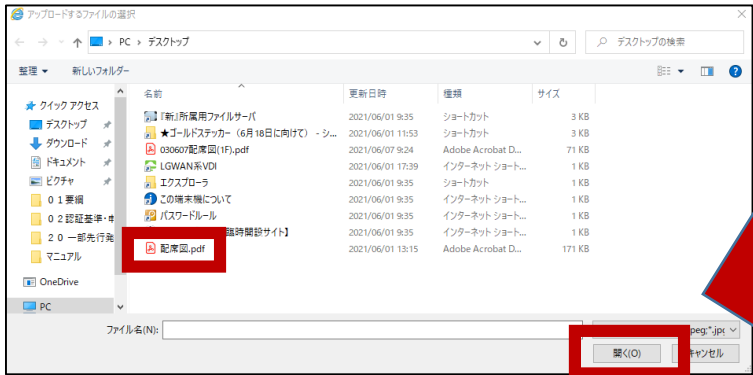 アップロードするファイルの選択
PC › デスクトップ
デスクトップの検索
整理 新しいフォルダー
名前 更新日時 種類 サイズ
クイック アクセス
デスクトップ
ダウンロード
ドキュメント
ピクチャ
01要綱
02認証基準・申
20 一部先行発
マニュアル
OneDrive
PC
『新』所属用ファイルサーバ 2021/06/01 9:35 ショートカット 3 KB
★ゴールドステッカー（6月18日に向けて） - シ... 2021/06/01 11:53 ショートカット 3 KB
030607配席図(1F).pdf 2021/06/07 9:24 Adobe Acrobat D... 71 KB
LGWAN系VDI 2021/06/01 17:39 インターネット ショート... 1 KB
エクスプローラ 2021/06/01 9:35 ショートカット 1 KB
この端末機について 2021/06/01 9:35 インターネット ショート... 1 KB
パスワードルール 2021/06/01 9:35 インターネット ショート... 1 KB
臨時開設サイト】 2021/06/01 9:35 インターネット ショート... 1 KB
配席図.pdf 2021/06/01 13:15 Adobe Acrobat D... 171 KB
ファイル名(N):
peg;*.jpg
開く(O) キャンセル